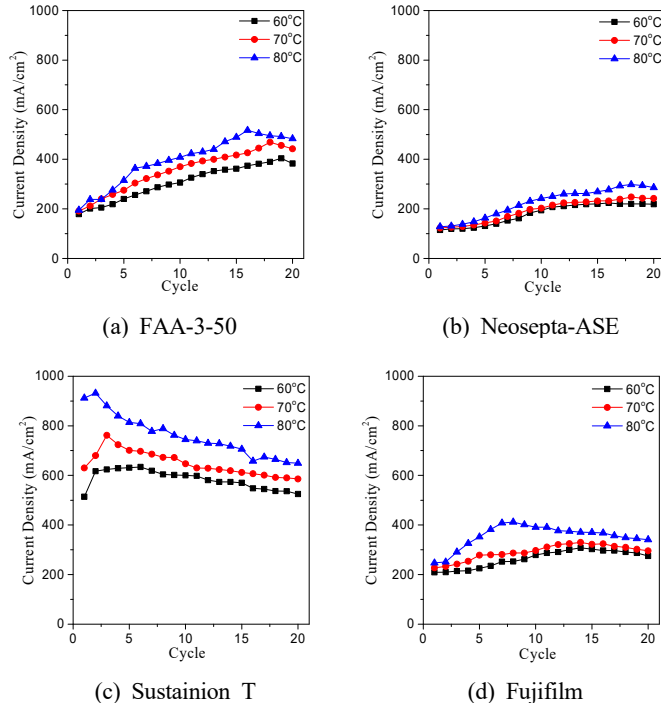 1000
800
600
400
200
0
Current Density (mA/cm²)
60°C
70°C
80°C
0 5 10 15 20
Cycle
(a) FAA-3-50
1000
800
600
400
200
0
Current Density (mA/cm²)
60°C
70°C
80°C
0 5 10 15 20
Cycle
(b) Neosepta-ASE
1000
800
600
400
200
0
Current Density (mA/cm²)
60°C
70°C
80°C
0 5 10 15 20
Cycle
(c) Sustainion T
1000
800
600
400
200
0
Current Density (mA/cm²)
60°C
70°C
80°C
0 5 10 15 20
Cycle
(d) Fujifilm